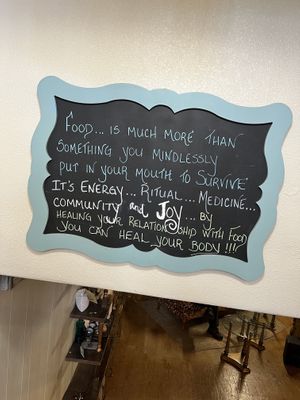 FOOD... IS MUCH MORE THAN
SOMETHING YOU MINDLESSLY
PUT IN YOUR MOUTH TO SURVIVE
IT'S ENERGY... RITUAL... MEDICINE...
COMMUNITY and JOY... BY
HEALING YOUR RELATIONSHIP WITH FOOD
YOU CAN HEAL YOUR BODY!!!